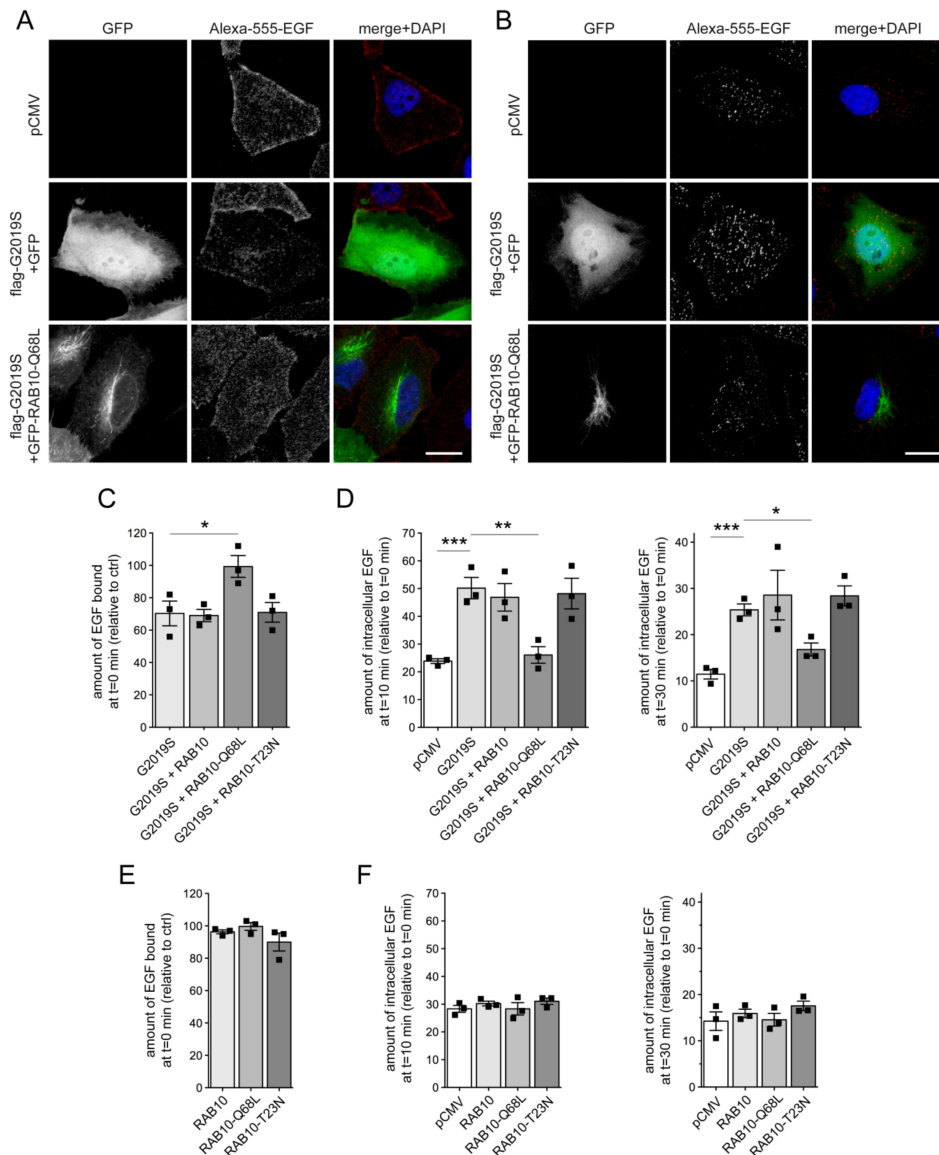 A
GFP
Alexa-555-EGF
merge+DAPI
pCMV
flag-G2019S
+GFP
flag-G2019S
+GFP-RAB10-Q68L
B
GFP
Alexa-555-EGF
merge+DAPI
pCMV
flag-G2019S
+GFP
flag-G2019S
+GFP-RAB10-Q68L
C
amount of EGF bound
at t=0 min (relative to ctrl)
120
100
80
60
40
20
0
*
G2019S
G2019S + RAB10
G2019S + RAB10-Q68L
G2019S + RAB10-T23N
D
amount of intracellular EGF
at t=10 min (relative to t=0 min)
70
60
50
40
30
20
10
0
***
**
pCMV
G2019S
G2019S + RAB10
G2019S + RAB10-Q68L
G2019S + RAB10-T23N
amount of intracellular EGF
at t=30 min (relative to t=0 min)
40
30
20
10
0
***
*
pCMV
G2019S
G2019S + RAB10
G2019S + RAB10-Q68L
G2019S + RAB10-T23N
E
amount of EGF bound
at t=0 min (relative to ctrl)
120
100
80
60
40
20
0
RAB10
RAB10-Q68L
RAB10-T23N
F
amount of intracellular EGF
at t=10 min (relative to t=0 min)
70
60
50
40
30
20
10
0
pCMV
RAB10
RAB10-Q68L
RAB10-T23N
amount of intracellular EGF
at t=30 min (relative to t=0 min)
40
30
20
10
0
pCMV
RAB10
RAB10-Q68L
RAB10-T23N